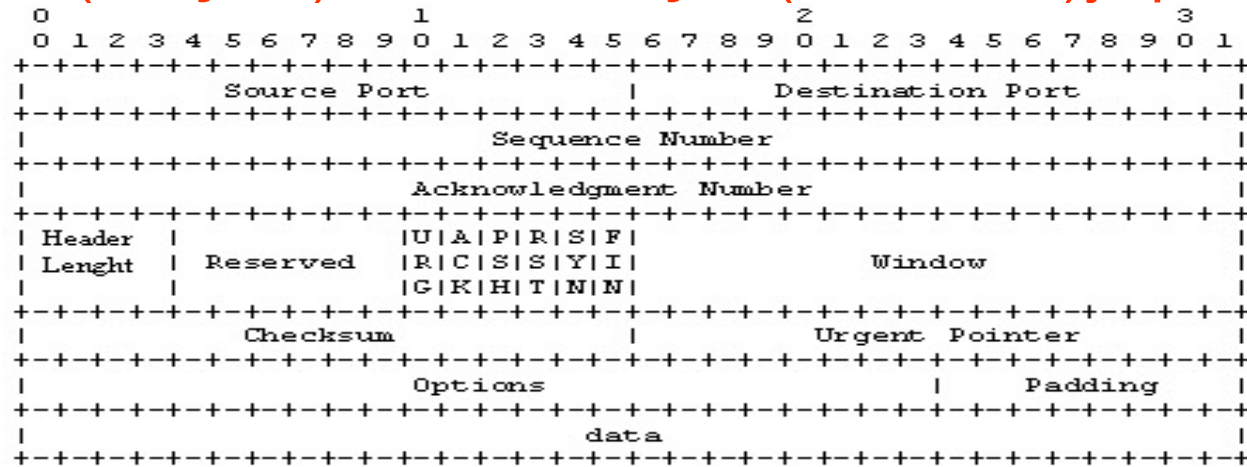 0 1 2 3
0 1 2 3 4 5 6 7 8 9 0 1 2 3 4 5 6 7 8 9 0 1 2 3 4 5 6 7 8 9 0 1
+-+-+-+-+-+-+-+-+-+-+-+-+-+-+-+-+-+-+-+-+-+-+-+-+-+-+-+-+-+-+-+-+
| Source Port | Destination Port |
+-+-+-+-+-+-+-+-+-+-+-+-+-+-+-+-+-+-+-+-+-+-+-+-+-+-+-+-+-+-+-+-+
| Sequence Number |
+-+-+-+-+-+-+-+-+-+-+-+-+-+-+-+-+-+-+-+-+-+-+-+-+-+-+-+-+-+-+-+-+
| Acknowledgment Number |
+-+-+-+-+-+-+-+-+-+-+-+-+-+-+-+-+-+-+-+-+-+-+-+-+-+-+-+-+-+-+-+-+
| Header | |U|A|P|R|S|F| |
| Lenght | Reserved |R|C|S|S|Y|I| Window |
| | |G|K|H|T|N|N| |
+-+-+-+-+-+-+-+-+-+-+-+-+-+-+-+-+-+-+-+-+-+-+-+-+-+-+-+-+-+-+-+-+
| Checksum | Urgent Pointer |
+-+-+-+-+-+-+-+-+-+-+-+-+-+-+-+-+-+-+-+-+-+-+-+-+-+-+-+-+-+-+-+-+
| Options | Padding |
+-+-+-+-+-+-+-+-+-+-+-+-+-+-+-+-+-+-+-+-+-+-+-+-+-+-+-+-+-+-+-+-+
| data |
+-+-+-+-+-+-+-+-+-+-+-+-+-+-+-+-+-+-+-+-+-+-+-+-+-+-+-+-+-+-+-+-+